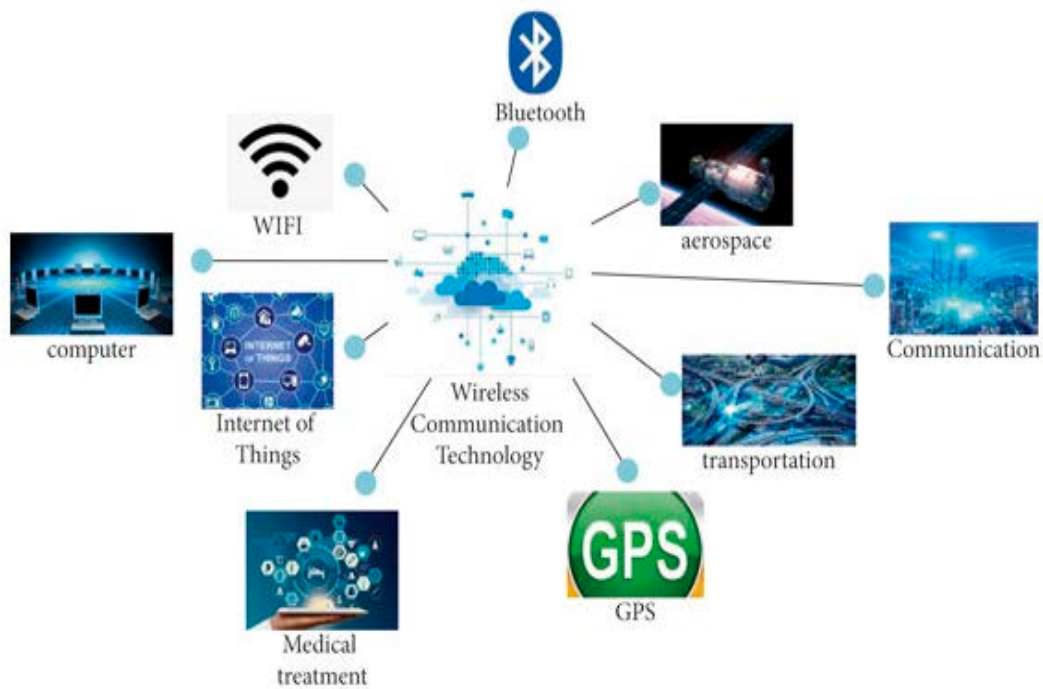 Bluetooth
WIFI
aerospace
computer
INTERNET
OF THINGS
Communication
Internet of
Things
Wireless
Communication
Technology
transportation
GPS
GPS
Medical
treatment